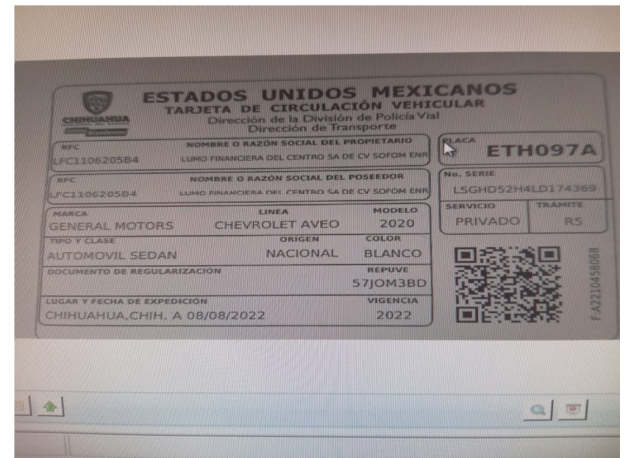 ESTADOS UNIDOS MEXICANOS
TARJETA DE CIRCULACIÓN VEHICULAR
Dirección de la División de Policía Vial
Dirección de Transporte
CHIHUAHUA
RFC NOMBRE O RAZÓN SOCIAL DEL PROPIETARIO
LFC1106205B4 LUMO FINANCIERA DEL CENTRO SA DE CV SOFOM ENR
PLACA
ETH097A
RFC NOMBRE O RAZÓN SOCIAL DEL POSEEDOR
LFC1106205B4 LUMO FINANCIERA DEL CENTRO SA DE CV SOFOM ENR
No. SERIE
LSGHD52H4LD174369
MARCA LINEA MODELO
GENERAL MOTORS CHEVROLET AVEO 2020
SERVICIO TRÁMITE
PRIVADO R5
TIPO Y CLASE ORIGEN COLOR
AUTOMOVIL SEDAN NACIONAL BLANCO
DOCUMENTO DE REGULARIZACIÓN REPUVE
57JOM3BD
LUGAR Y FECHA DE EXPEDICIÓN VIGENCIA
CHIHUAHUA,CHIH. A 08/08/2022 2022
F:A2210458068